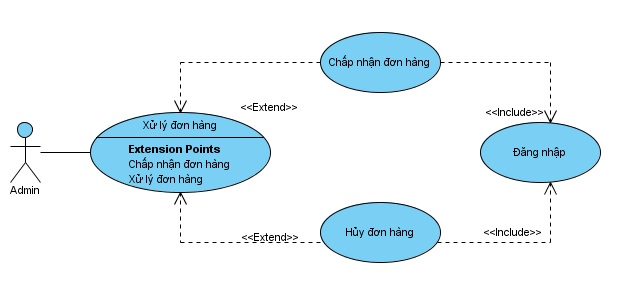 Chấp nhận đơn hàng
<<Extend>>
<<Include>>
Xử lý đơn hàng
Extension Points
Chấp nhận đơn hàng
Xử lý đơn hàng
Đăng nhập
Admin
Hủy đơn hàng
<<Extend>>
<<Include>>